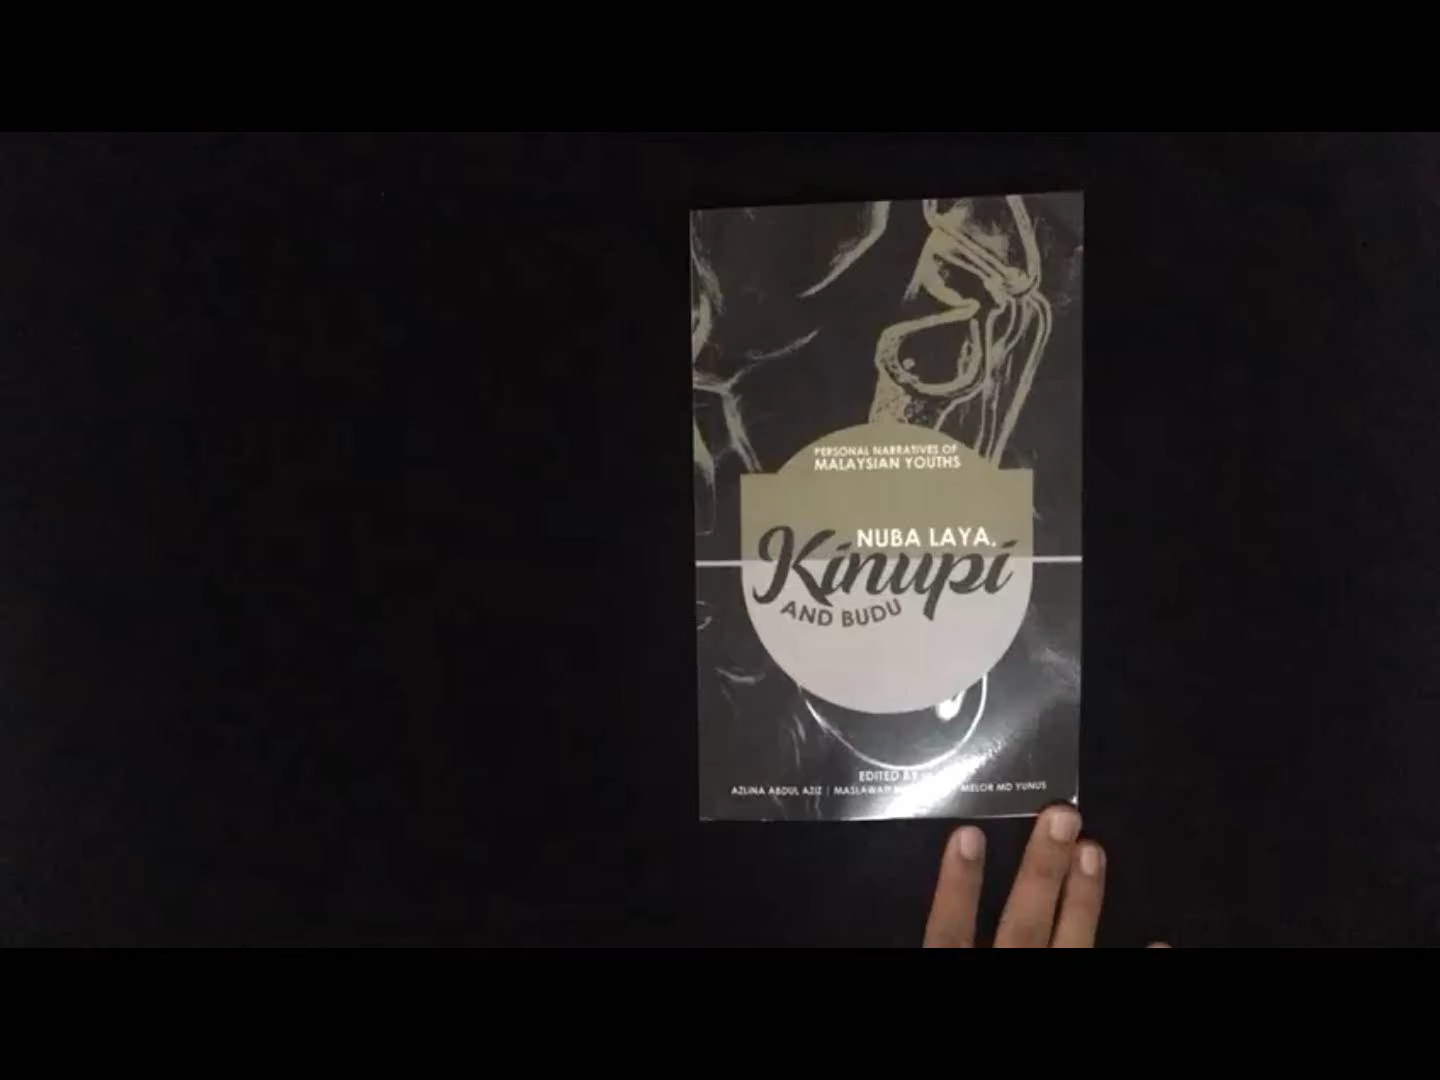 PERSONAL NARRATIVES OF
MALAYSIAN YOUTHS
NUBA LAYA,
Kinupi
AND BUDU
EDITED BY
AZLINA ABDUL AZIZ | MASLAWATI MELOR MD YUNUS